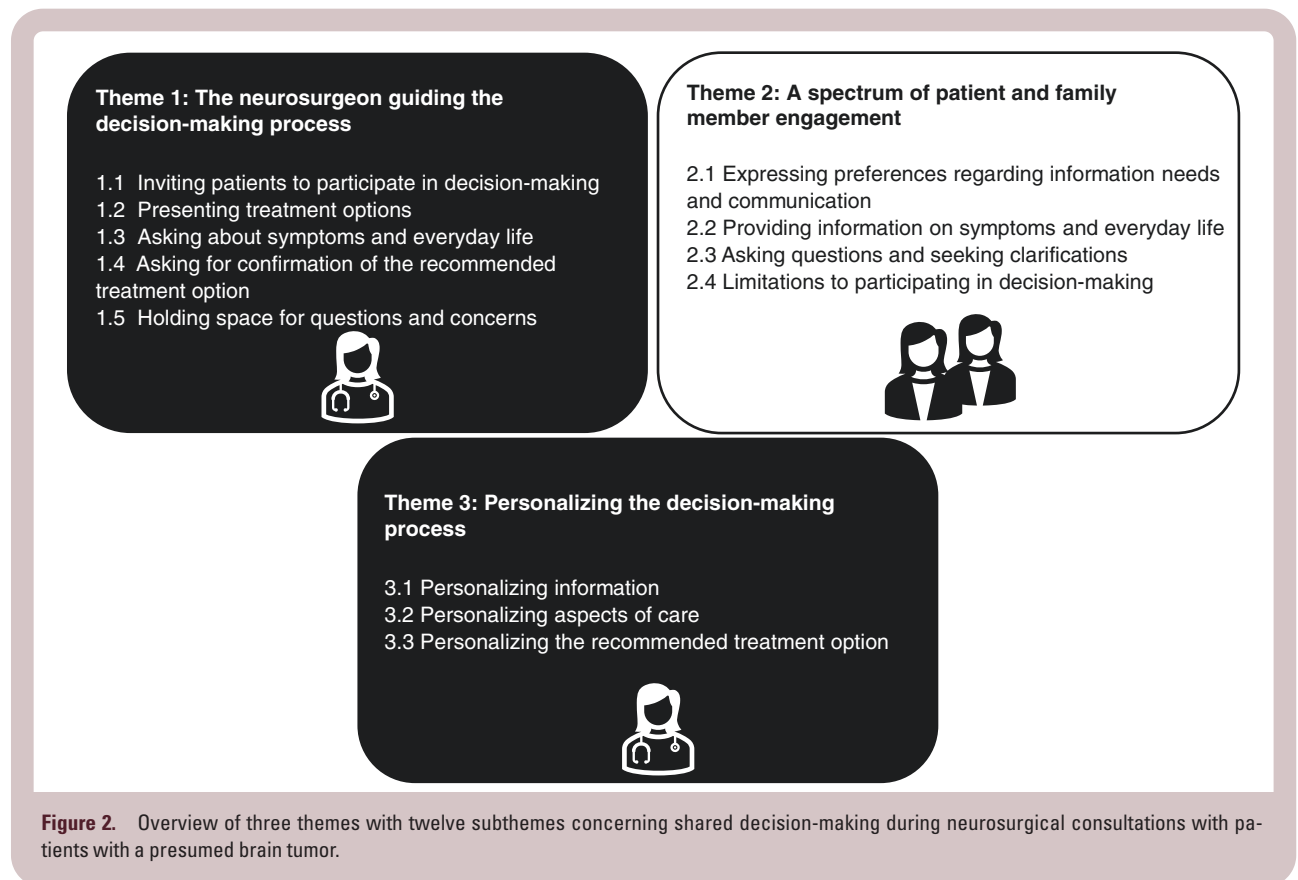 Theme 1: The neurosurgeon guiding the
decision-making process
1.1 Inviting patients to participate in decision-making
1.2 Presenting treatment options
1.3 Asking about symptoms and everyday life
1.4 Asking for confirmation of the recommended
treatment option
1.5 Holding space for questions and concerns
Theme 2: A spectrum of patient and family
member engagement
2.1 Expressing preferences regarding information needs
and communication
2.2 Providing information on symptoms and everyday life
2.3 Asking questions and seeking clarifications
2.4 Limitations to participating in decision-making
Theme 3: Personalizing the decision-making
process
3.1 Personalizing information
3.2 Personalizing aspects of care
3.3 Personalizing the recommended treatment option
Figure 2. Overview of three themes with twelve subthemes concerning shared decision-making during neurosurgical consultations with pa-
tients with a presumed brain tumor.